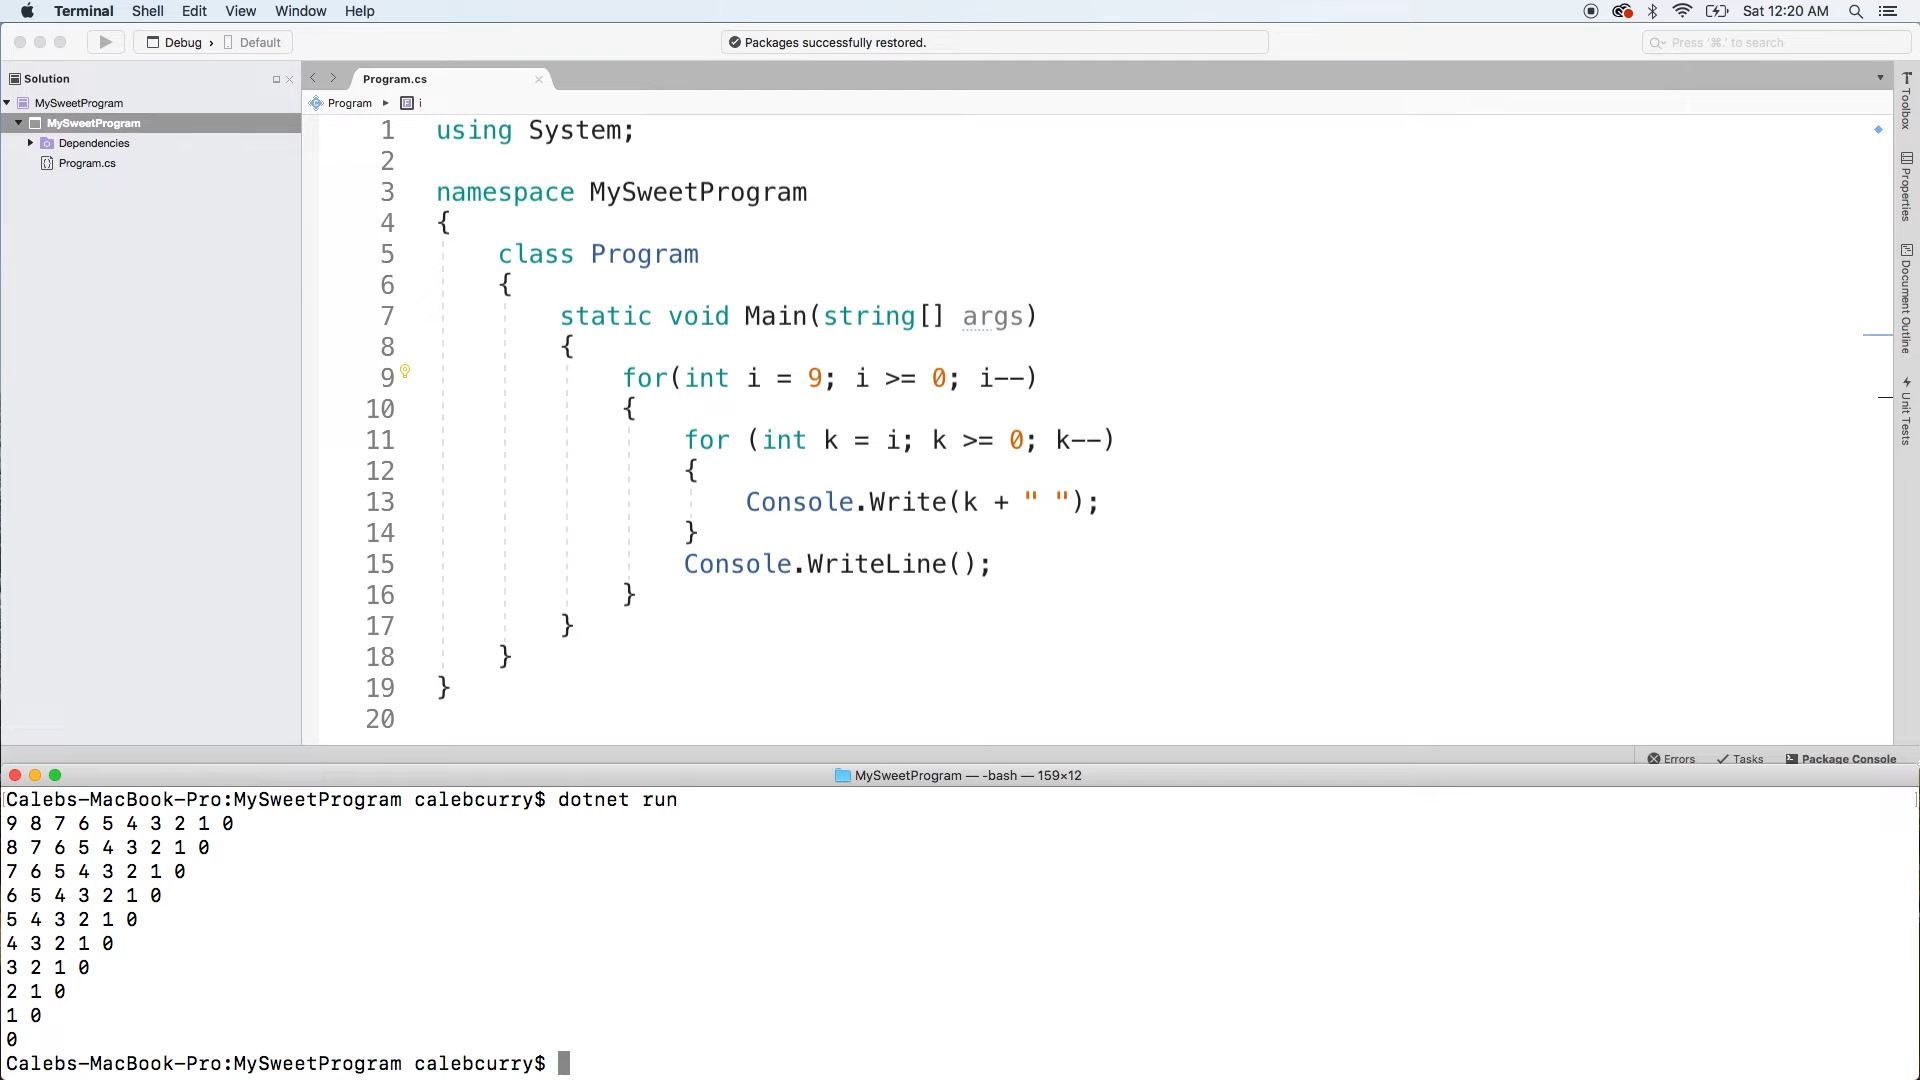 Terminal Shell Edit View Window Help Sat 12:20 AM
Debug › Default Packages successfully restored. Press '⌘.' to search
Solution
Program.cs
MySweetProgram
Program ▸ i
MySweetProgram
Dependencies
Program.cs
1 using System;
2
3 namespace MySweetProgram
4 {
5 class Program
6 {
7 static void Main(string[] args)
8 {
9 for(int i = 9; i >= 0; i--)
10 {
11 for (int k = i; k >= 0; k--)
12 {
13 Console.Write(k + " ");
14 }
15 Console.WriteLine();
16 }
17 }
18 }
19 }
20
Toolbox
Properties
Document Outline
Unit Tests
Errors Tasks Package Console
MySweetProgram — -bash — 159×12
Calebs-MacBook-Pro:MySweetProgram calebcurry$ dotnet run
9 8 7 6 5 4 3 2 1 0
8 7 6 5 4 3 2 1 0
7 6 5 4 3 2 1 0
6 5 4 3 2 1 0
5 4 3 2 1 0
4 3 2 1 0
3 2 1 0
2 1 0
1 0
0
Calebs-MacBook-Pro:MySweetProgram calebcurry$